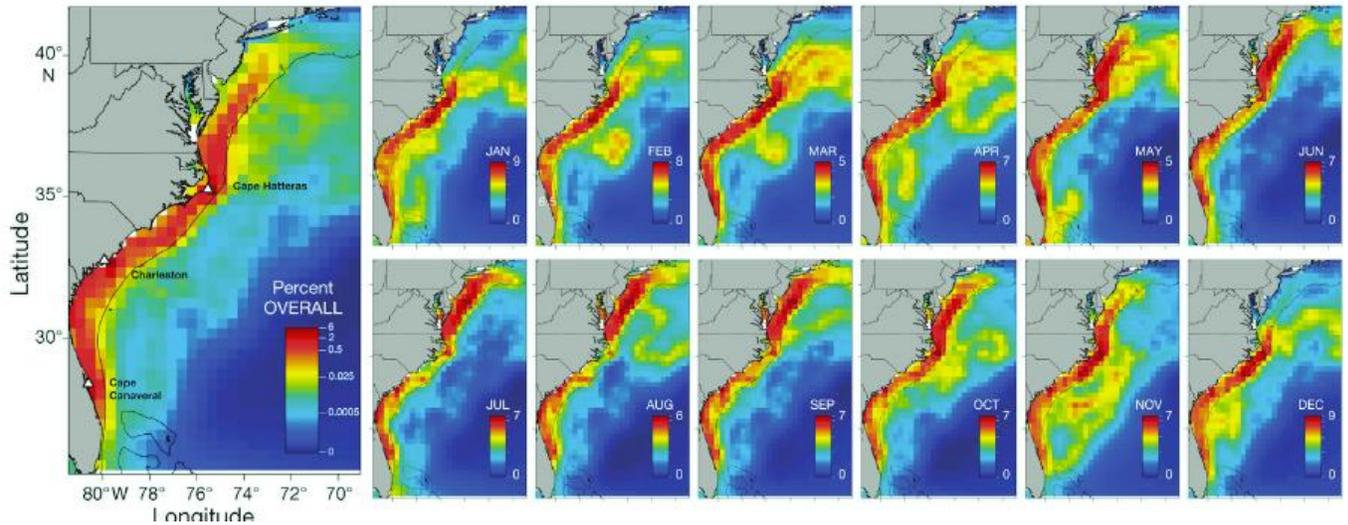 40°
N
35°
30°
Latitude
80°W 78° 76° 74° 72° 70°
Longitude
Cape Hatteras
Charleston
Cape
Canaveral
Percent
OVERALL
6
2
0.5
0.025
0.0005
0
JAN
9
0
FEB
8
0
6.5
MAR
5
0
APR
7
0
MAY
5
0
JUN
7
0
JUL
7
0
AUG
6
0
SEP
7
0
OCT
7
0
NOV
7
0
DEC
9
0